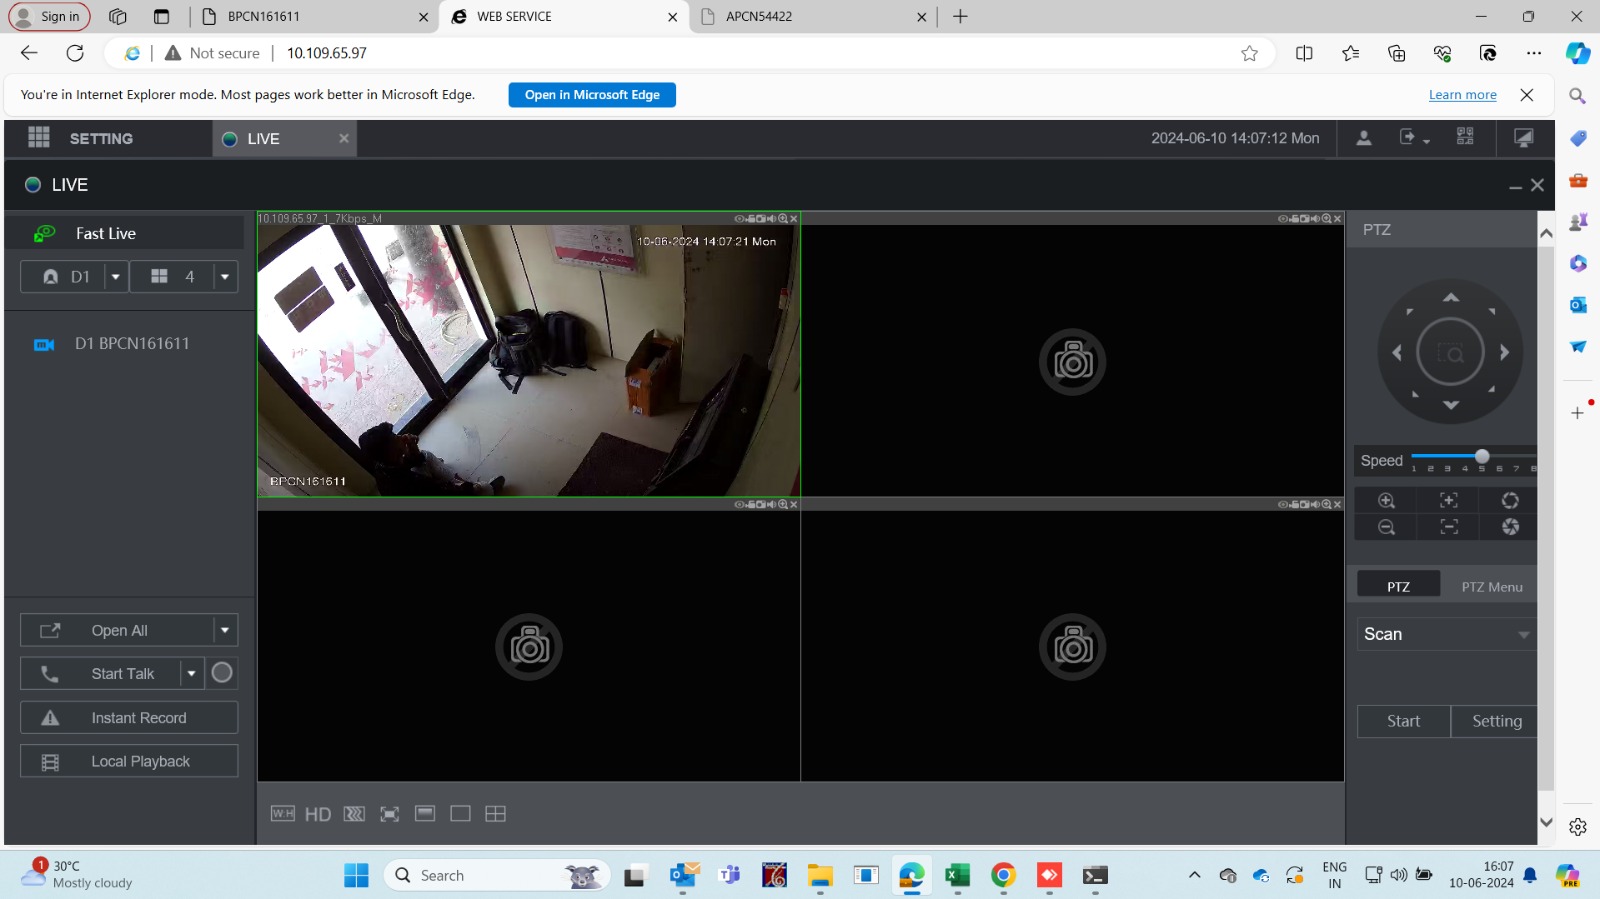 Sign in
BPCN161611
WEB SERVICE
APCN54422
Not secure
10.109.65.97
You're in Internet Explorer mode. Most pages work better in Microsoft Edge.
Open in Microsoft Edge
Learn more
SETTING
LIVE
2024-06-10 14:07:12 Mon
LIVE
Fast Live
D1
4
D1 BPCN161611
10.109.65.97_1_7Kbps_M
10-06-2024 14:07:21 Mon
BPCN161611
PTZ
Speed
1 2 3 4 5 6 7 8
PTZ
PTZ Menu
Scan
Start
Setting
Open All
Start Talk
Instant Record
Local Playback
W:H
HD
1
30°C
Mostly cloudy
Search
ENG
IN
16:07
10-06-2024
PRE